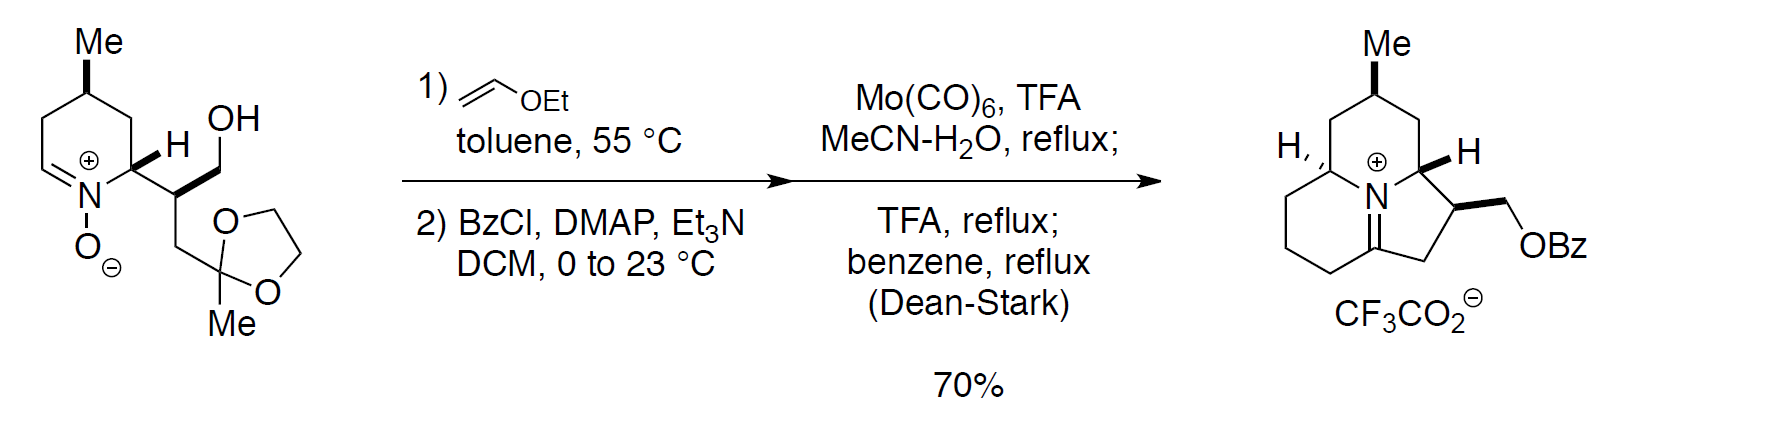 Me
OH
H
⊕
N
O
⊖
O
O
Me
1)
OEt
toluene, 55 °C
2) BzCl, DMAP, Et₃N
DCM, 0 to 23 °C
Mo(CO)₆, TFA
MeCN-H₂O, reflux;
TFA, reflux;
benzene, reflux
(Dean-Stark)
70%
Me
H
H
⊕
N
OBz
CF₃CO₂⊖